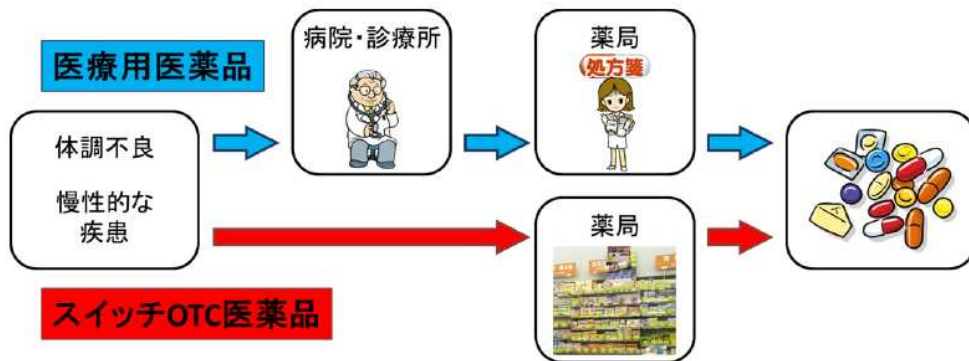 医療用医薬品
病院・診療所
薬局
処方箋
体調不良
慢性的な
疾患
薬局
スイッチOTC医薬品